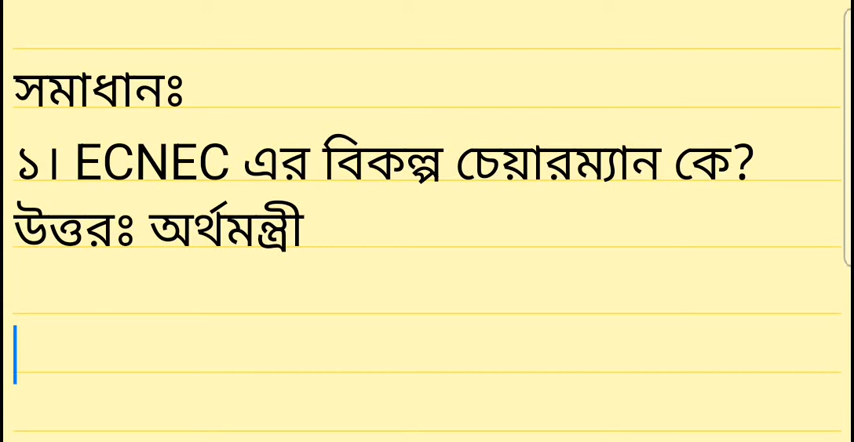 সমাধানঃ
১। ECNEC এর বিকল্প চেয়ারম্যান কে?
উত্তরঃ অর্থমন্ত্রী